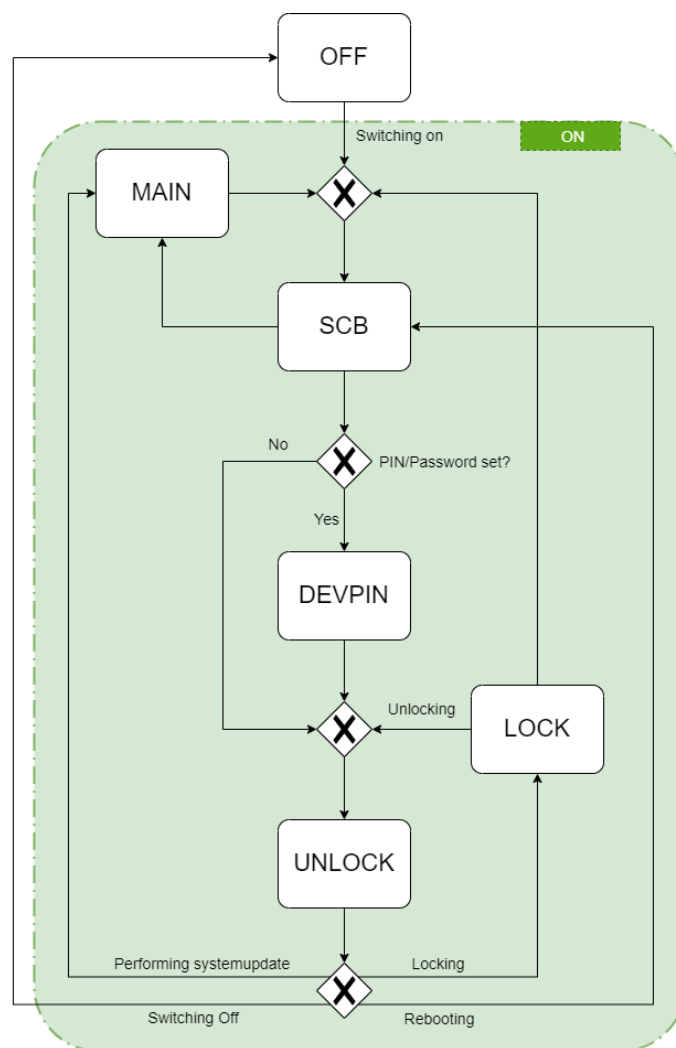 OFF
Switching on
ON
MAIN
SCB
No
PIN/Password set?
Yes
DEVPIN
Unlocking
LOCK
UNLOCK
Performing systemupdate
Locking
Switching Off
Rebooting